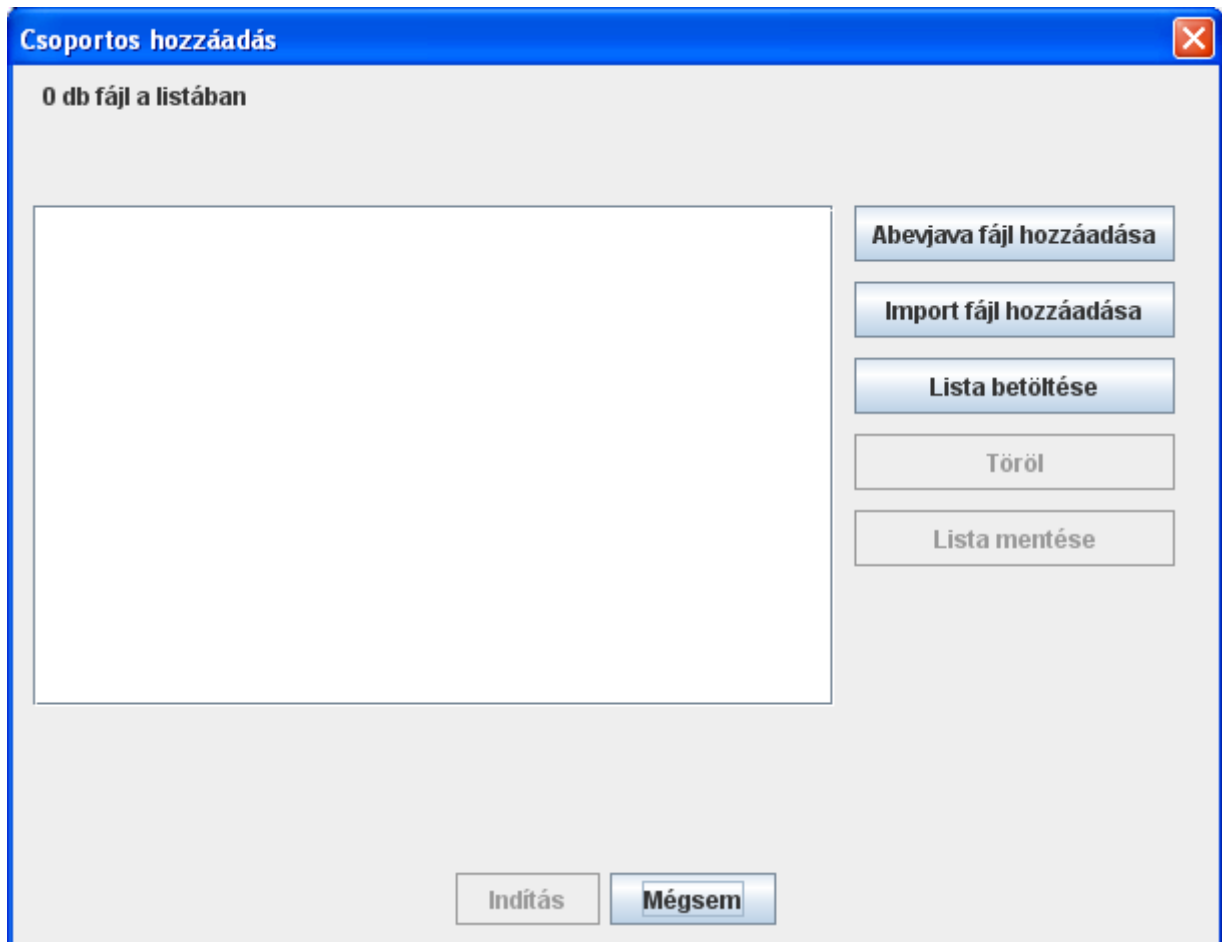 Csoportos hozzáadás
0 db fájl a listában
Abevjava fájl hozzáadása
Import fájl hozzáadása
Lista betöltése
Töröl
Lista mentése
Indítás
Mégsem